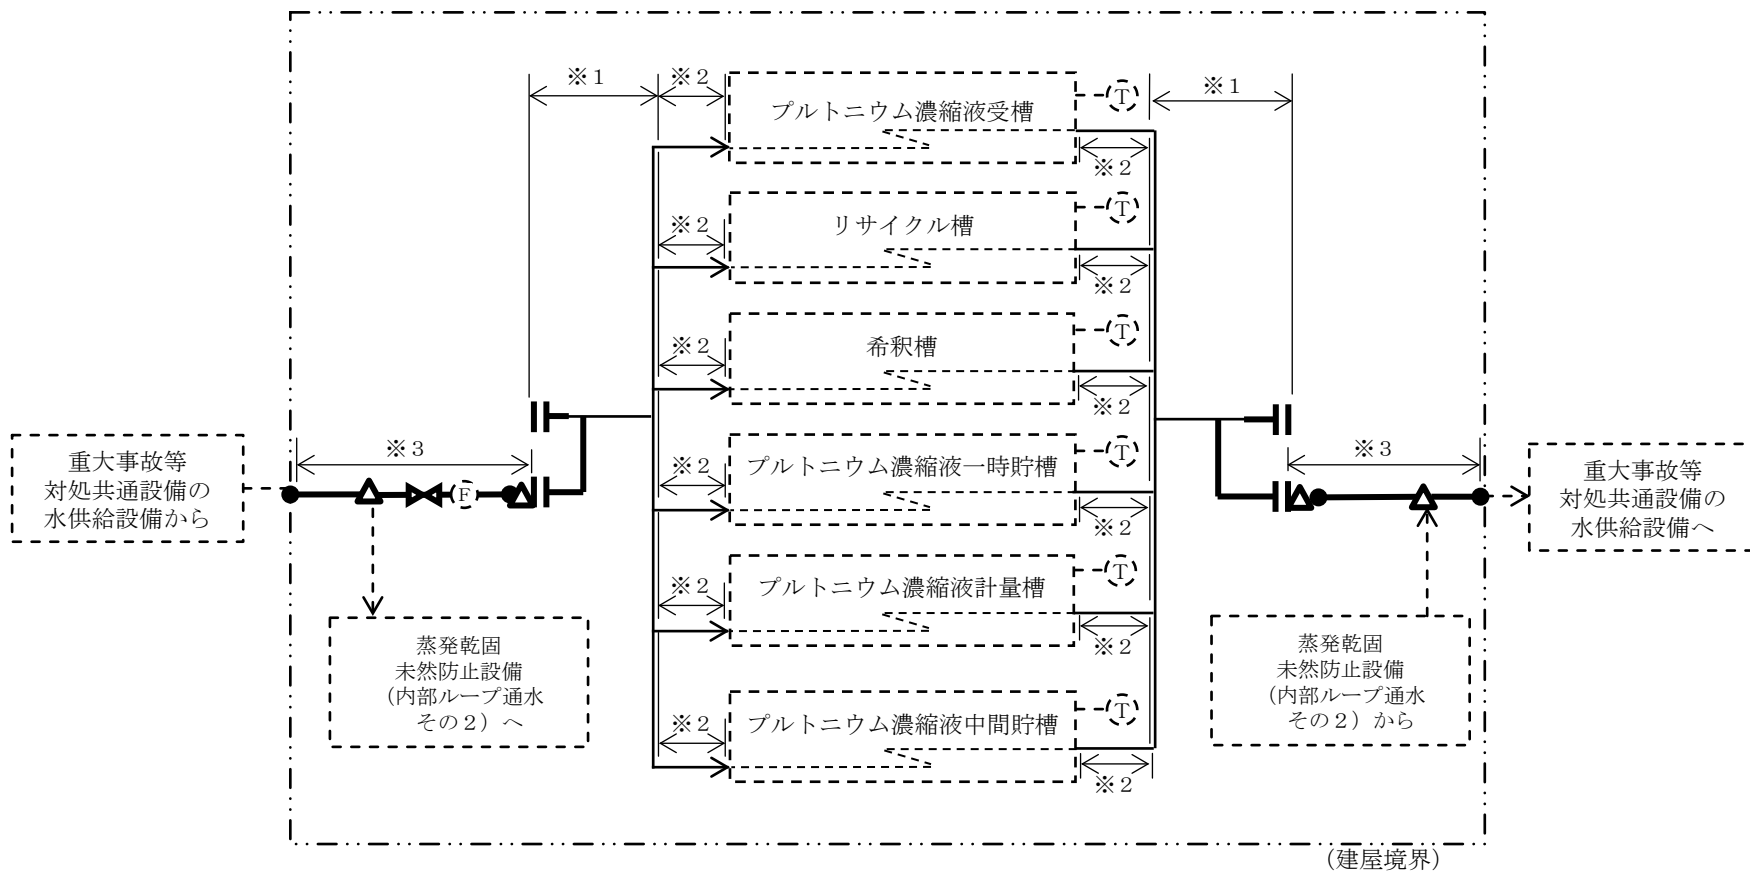 ※1
※2
プルトニウム濃縮液受槽
T
※1
※2
※2
リサイクル槽
T
※2
※2
希釈槽
T
※2
重大事故等
対処共通設備の
水供給設備から
※3
F
※2
プルトニウム濃縮液一時貯槽
T
※2
※3
重大事故等
対処共通設備の
水供給設備へ
※2
プルトニウム濃縮液計量槽
T
※2
蒸発乾固
未然防止設備
(内部ループ通水
その2)へ
蒸発乾固
未然防止設備
(内部ループ通水
その2)から
※2
プルトニウム濃縮液中間貯槽
T
※2
(建屋境界)